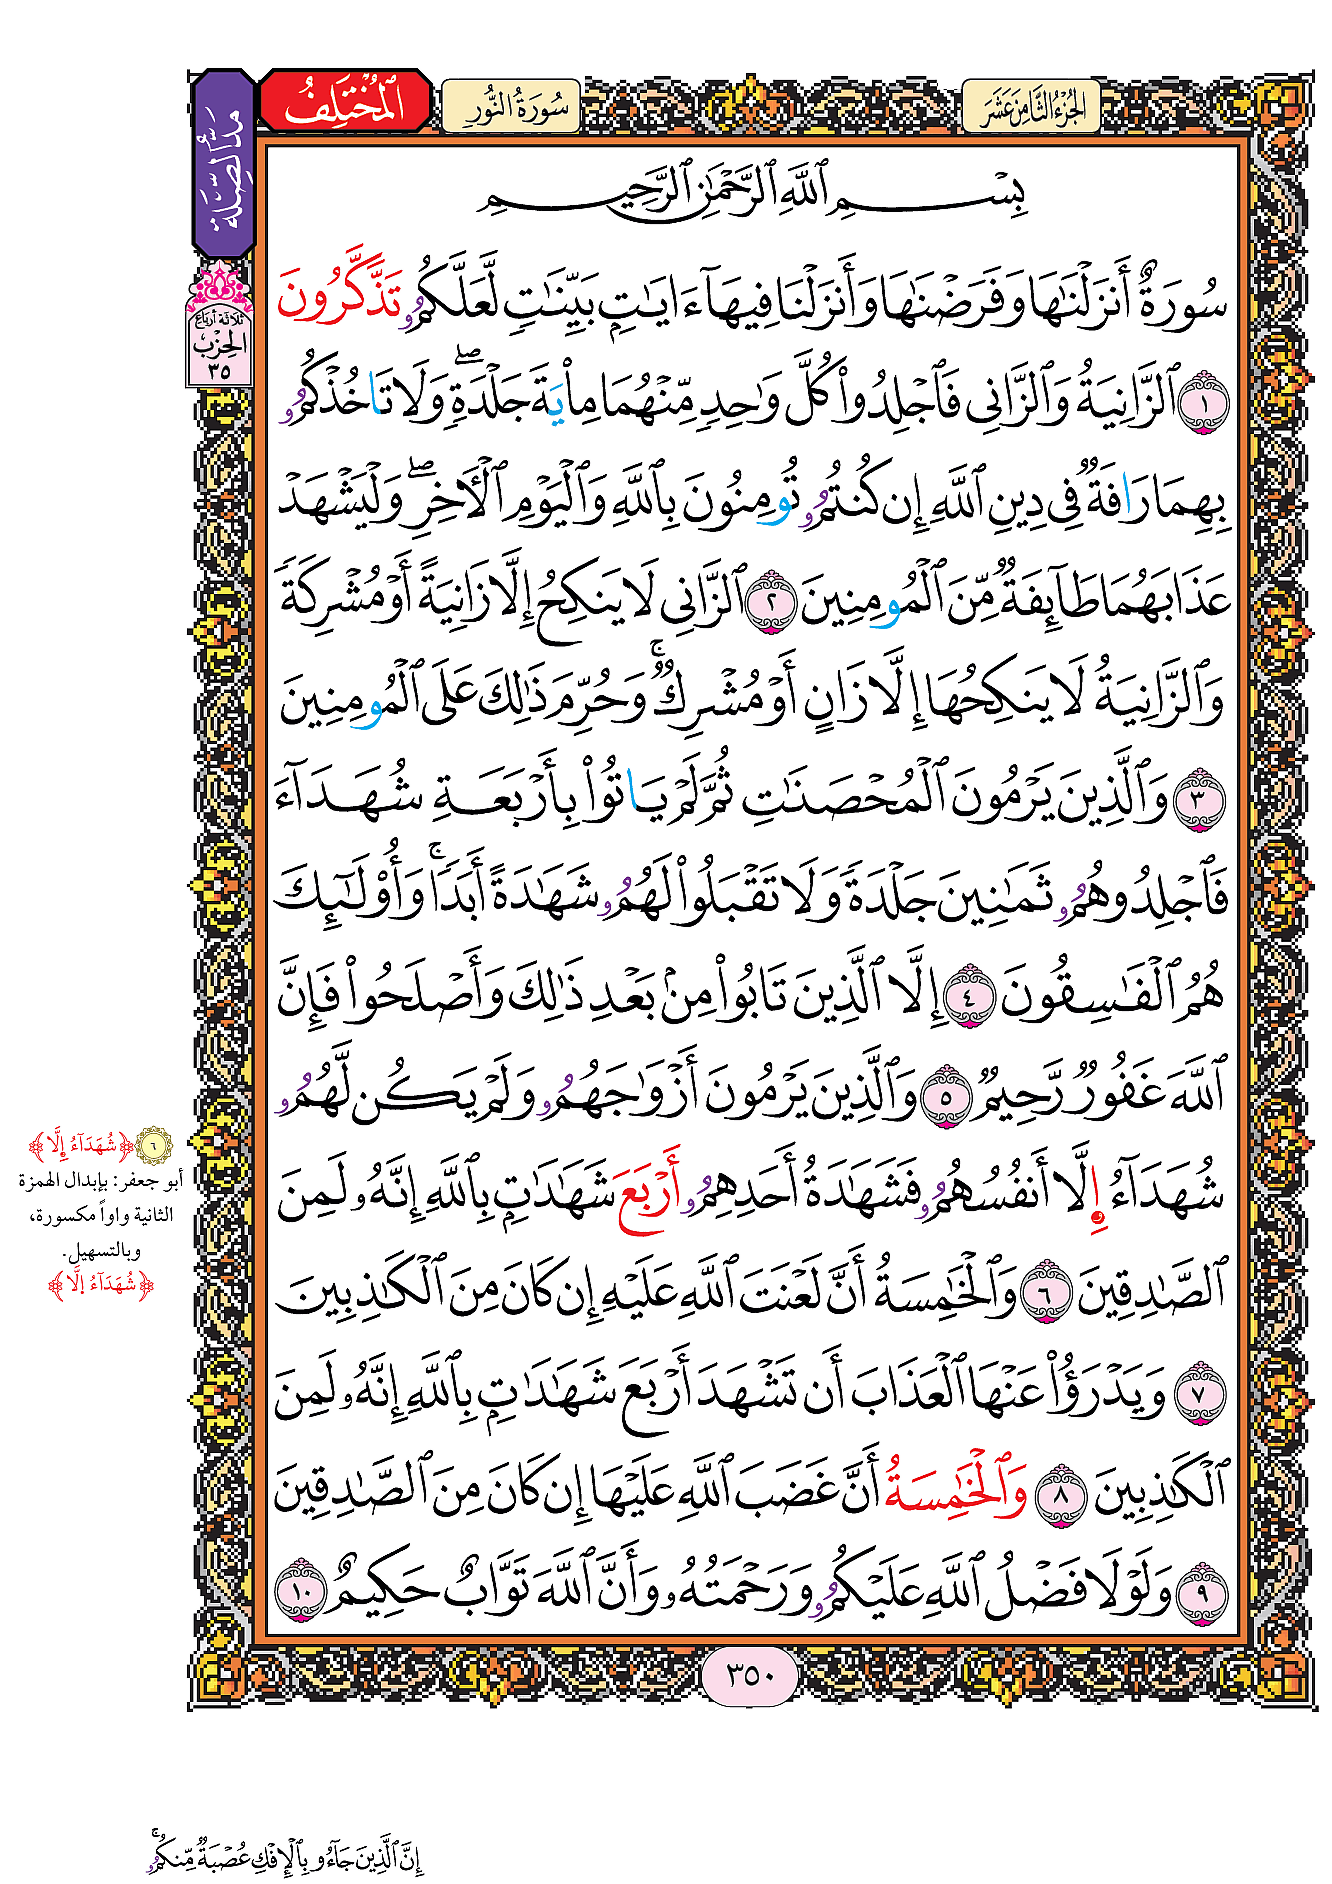 الجُزْءُ الثَّامِنَ عَشَرَ
سُورَةُ النُّورِ
المُخْتَلِفُ
مَدُّ الصِّلَة
ثلاثة أرباع
الحِزْب
٣٥
بِسْمِ ٱللَّهِ ٱلرَّحْمَٰنِ ٱلرَّحِيمِ
سُورَةٌ أَنزَلْنَٰهَا وَفَرَضْنَٰهَا وَأَنزَلْنَا فِيهَآ ءَايَٰتِۭ بَيِّنَٰتٖ لَّعَلَّكُمُۥ تَذَّكَّرُونَ
١ ٱلزَّانِيَةُ وَٱلزَّانِي فَٱجْلِدُواْ كُلَّ وَٰحِدٖ مِّنْهُمَا مِاْيَةَ جَلْدَةٖۖ وَلَا تَاخُذْكُمُۥ
بِهِمَا رَافَةٞ فِي دِينِ ٱللَّهِ إِن كُنتُمُۥ تُومِنُونَ بِٱللَّهِ وَٱلْيَوْمِ ٱلْأٓخِرِۖ وَلْيَشْهَدْ
عَذَابَهُمَا طَآئِفَةٞ مِّنَ ٱلْمُومِنِينَ ٢ ٱلزَّانِي لَا يَنكِحُ إِلَّا زَانِيَةً أَوْ مُشْرِكَةٗ
وَٱلزَّانِيَةُ لَا يَنكِحُهَا إِلَّا زَانٍ أَوْ مُشْرِكٞۚ وَحُرِّمَ ذَٰلِكَ عَلَى ٱلْمُومِنِينَ
٣ وَٱلَّذِينَ يَرْمُونَ ٱلْمُحْصَنَٰتِ ثُمَّ لَمْ يَاتُواْ بِأَرْبَعَةِ شُهَدَآءَ
فَٱجْلِدُوهُمُۥ ثَمَٰنِينَ جَلْدَةٗ وَلَا تَقْبَلُواْ لَهُمُۥ شَهَٰدَةً أَبَدٗاۚ وَأُوْلَٰٓئِكَ
هُمُ ٱلْفَٰسِقُونَ ٤ إِلَّا ٱلَّذِينَ تَابُواْ مِنۢ بَعْدِ ذَٰلِكَ وَأَصْلَحُواْ فَإِنَّ
ٱللَّهَ غَفُورٞ رَّحِيمٞ ٥ وَٱلَّذِينَ يَرْمُونَ أَزْوَٰجَهُمُۥ وَلَمْ يَكُن لَّهُمُۥ
شُهَدَآءُ إِلَّا أَنفُسُهُمُۥ فَشَهَٰدَةُ أَحَدِهِمُۥ أَرْبَعَ شَهَٰدَٰتِۭ بِٱللَّهِ إِنَّهُۥ لَمِنَ
ٱلصَّٰدِقِينَ ٦ وَٱلْخَٰمِسَةُ أَنَّ لَعْنَتَ ٱللَّهِ عَلَيْهِ إِن كَانَ مِنَ ٱلْكَٰذِبِينَ
٧ وَيَدْرَؤُاْ عَنْهَا ٱلْعَذَابَ أَن تَشْهَدَ أَرْبَعَ شَهَٰدَٰتِۭ بِٱللَّهِ إِنَّهُۥ لَمِنَ
ٱلْكَٰذِبِينَ ٨ وَٱلْخَٰمِسَةُ أَنَّ غَضَبَ ٱللَّهِ عَلَيْهَا إِن كَانَ مِنَ ٱلصَّٰدِقِينَ
٩ وَلَوْلَا فَضْلُ ٱللَّهِ عَلَيْكُمُۥ وَرَحْمَتُهُۥ وَأَنَّ ٱللَّهَ تَوَّابٌ حَكِيمٌ ١٠
٦ ﴿شُهَدَآءُ إِلَّا﴾
أبو جعفر: بإبدال الهمزة
الثانية واواً مكسورة،
وبالتسهيل.
﴿شُهَدَآءُ اِلَّا﴾
٣٥٠
إِنَّ ٱلَّذِينَ جَآءُو بِٱلْإِفْكِ عُصْبَةٞ مِّنكُمُۥۚ